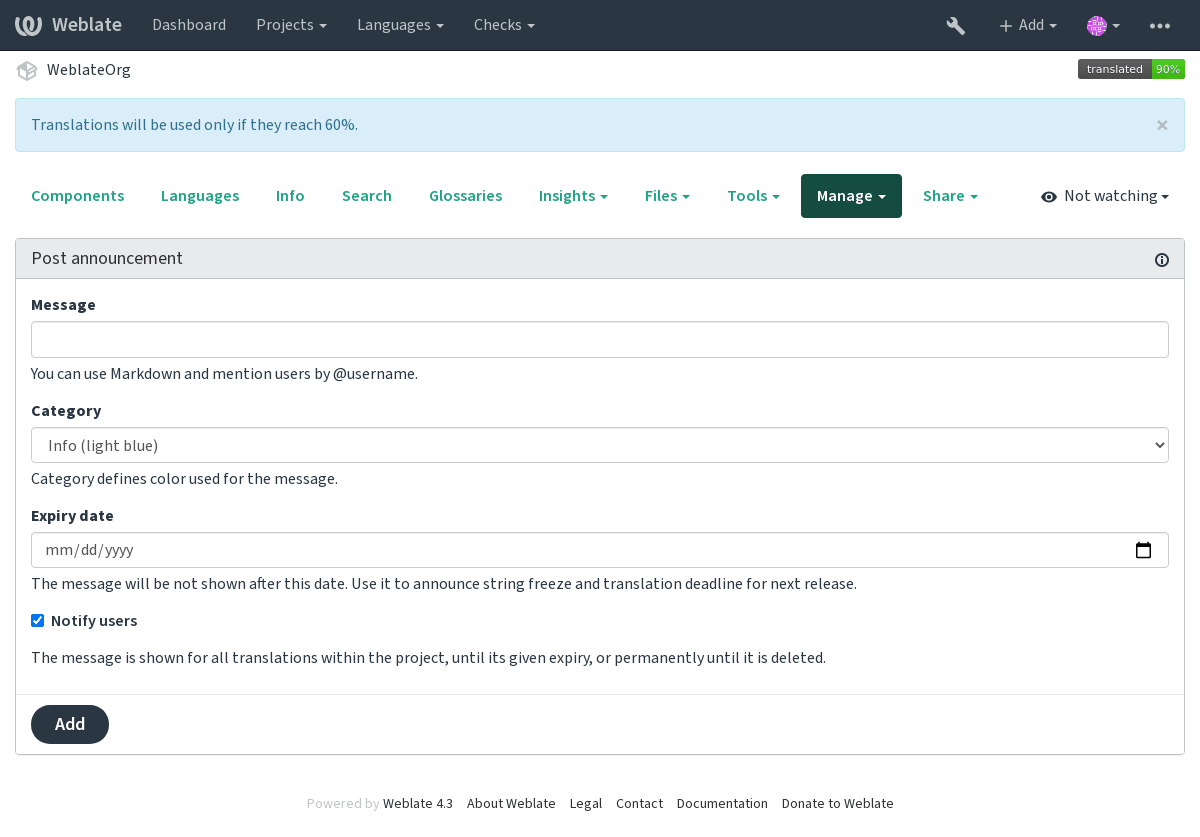 Weblate Dashboard Projects Languages Checks Add
WeblateOrg translated 90%
Translations will be used only if they reach 60%. ×
Components Languages Info Search Glossaries Insights Files Tools Manage Share Not watching
Post announcement
Message
You can use Markdown and mention users by @username.
Category
Info (light blue)
Category defines color used for the message.
Expiry date
mm/dd/yyyy
The message will be not shown after this date. Use it to announce string freeze and translation deadline for next release.
Notify users
The message is shown for all translations within the project, until its given expiry, or permanently until it is deleted.
Add
Powered by Weblate 4.3 About Weblate Legal Contact Documentation Donate to Weblate